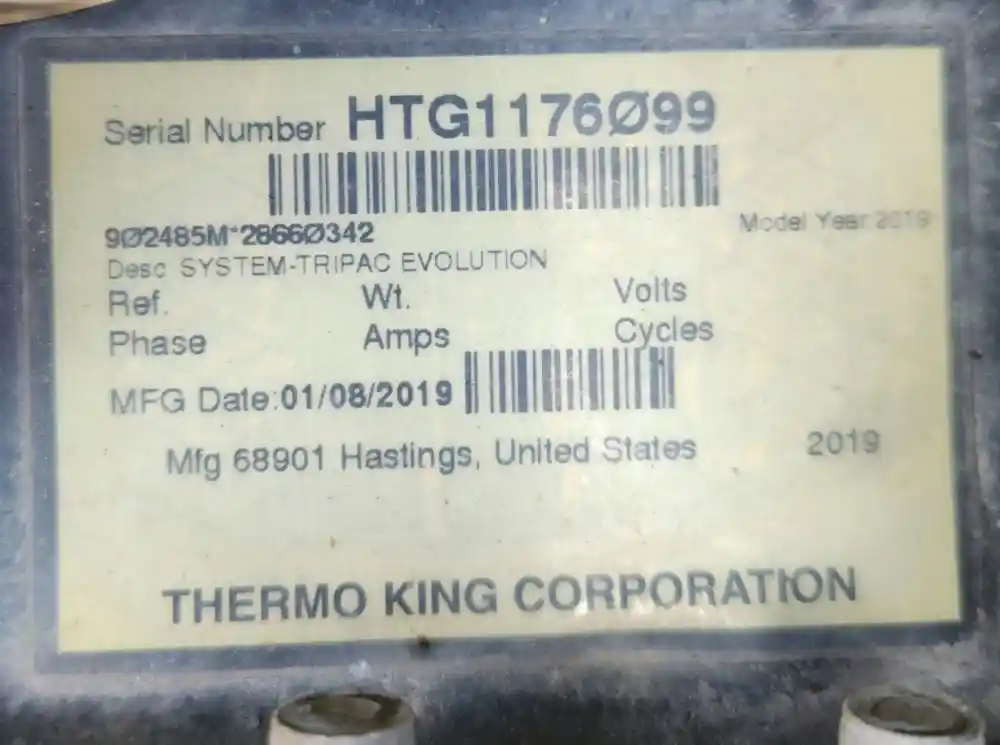 Serial Number HTG1176Ø99
9Ø2485M*2866Ø342 Model Year 2019
Desc SYSTEM-TRIPAC EVOLUTION
Ref. Wt. Volts
Phase Amps Cycles
MFG Date:01/08/2019
Mfg 68901 Hastings, United States 2019
THERMO KING CORPORATION